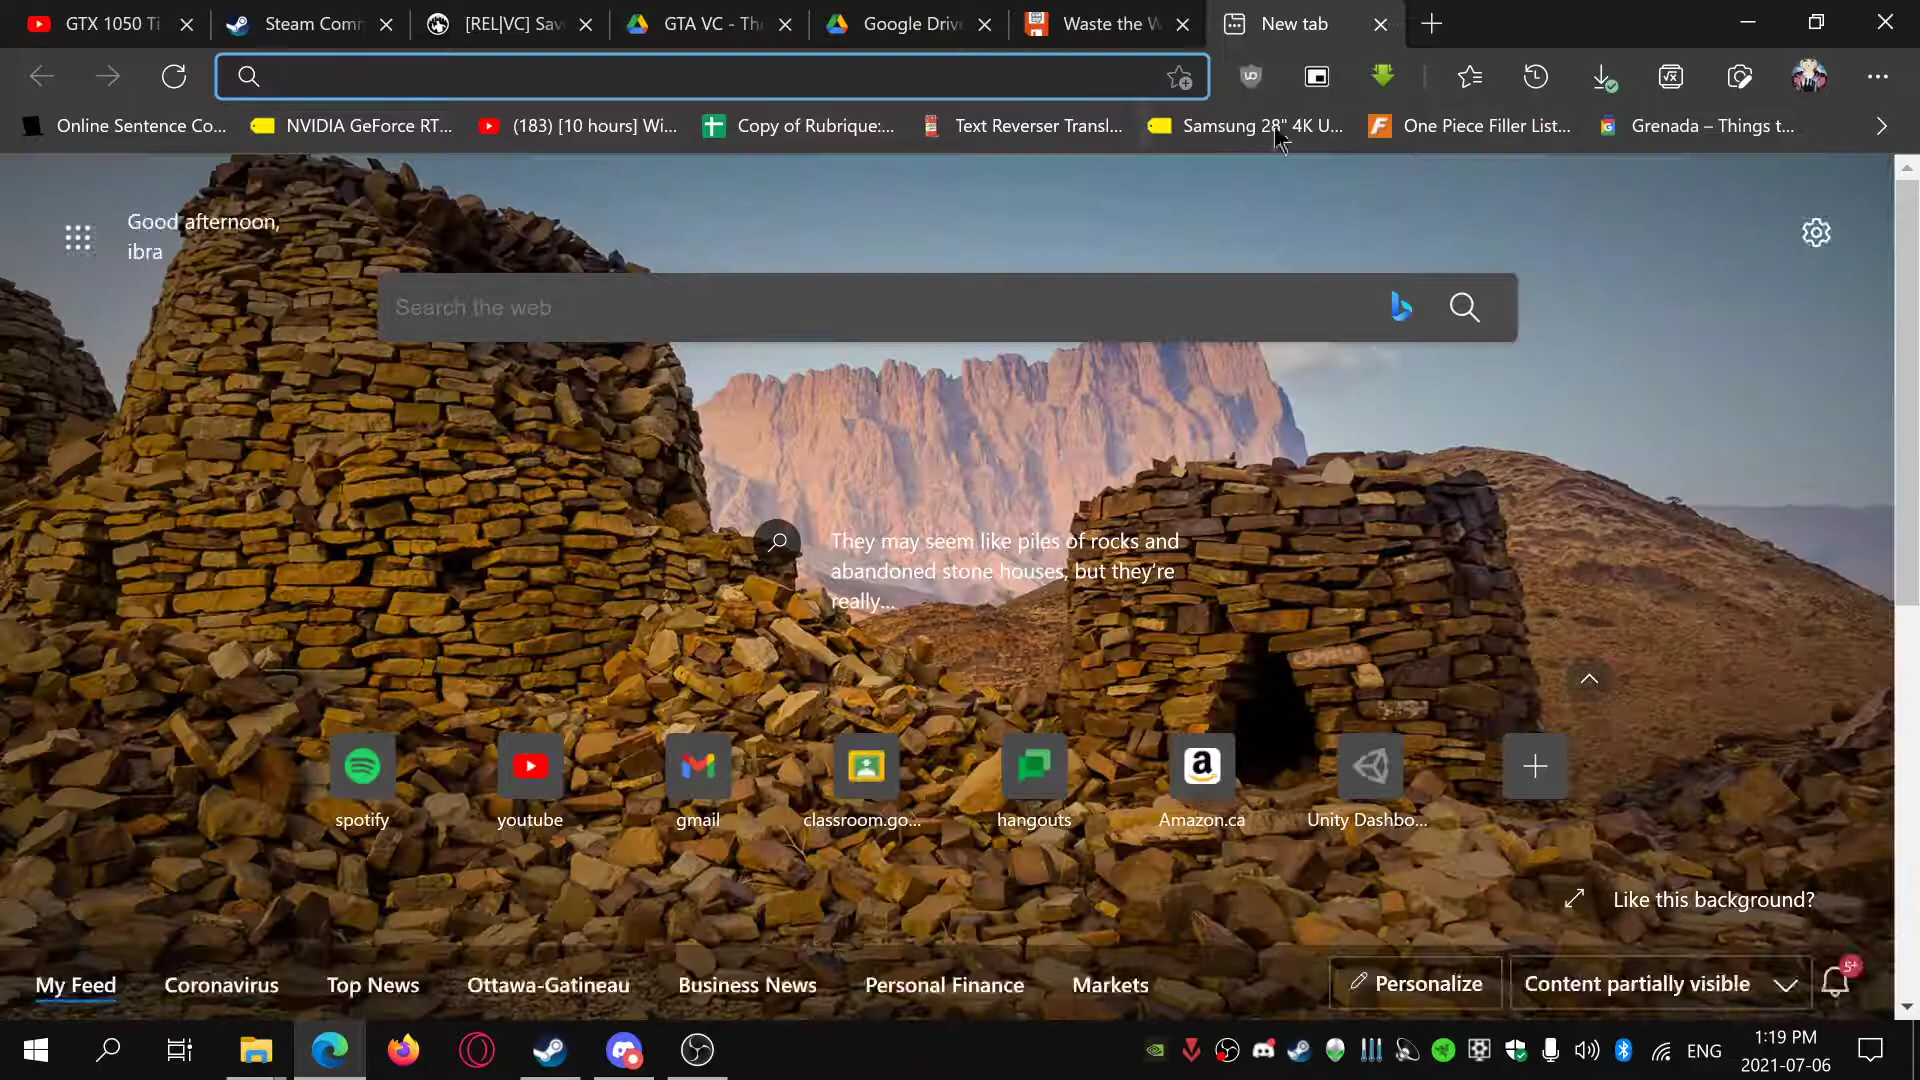 GTX 1050 Ti
Steam Comm
[REL|VC] Sav
GTA VC - Th
Google Driv
Waste the W
New tab
Online Sentence Co...
NVIDIA GeForce RT...
(183) [10 hours] Wi...
Copy of Rubrique:...
Text Reverser Transl...
Samsung 28" 4K U...
One Piece Filler List...
Grenada – Things t...
Good afternoon,
ibra
Search the web
They may seem like piles of rocks and
abandoned stone houses, but they're
really...
spotify
youtube
gmail
classroom.go...
hangouts
Amazon.ca
Unity Dashbo...
Like this background?
My Feed
Coronavirus
Top News
Ottawa-Gatineau
Business News
Personal Finance
Markets
Personalize
Content partially visible
5+
ENG
1:19 PM
2021-07-06